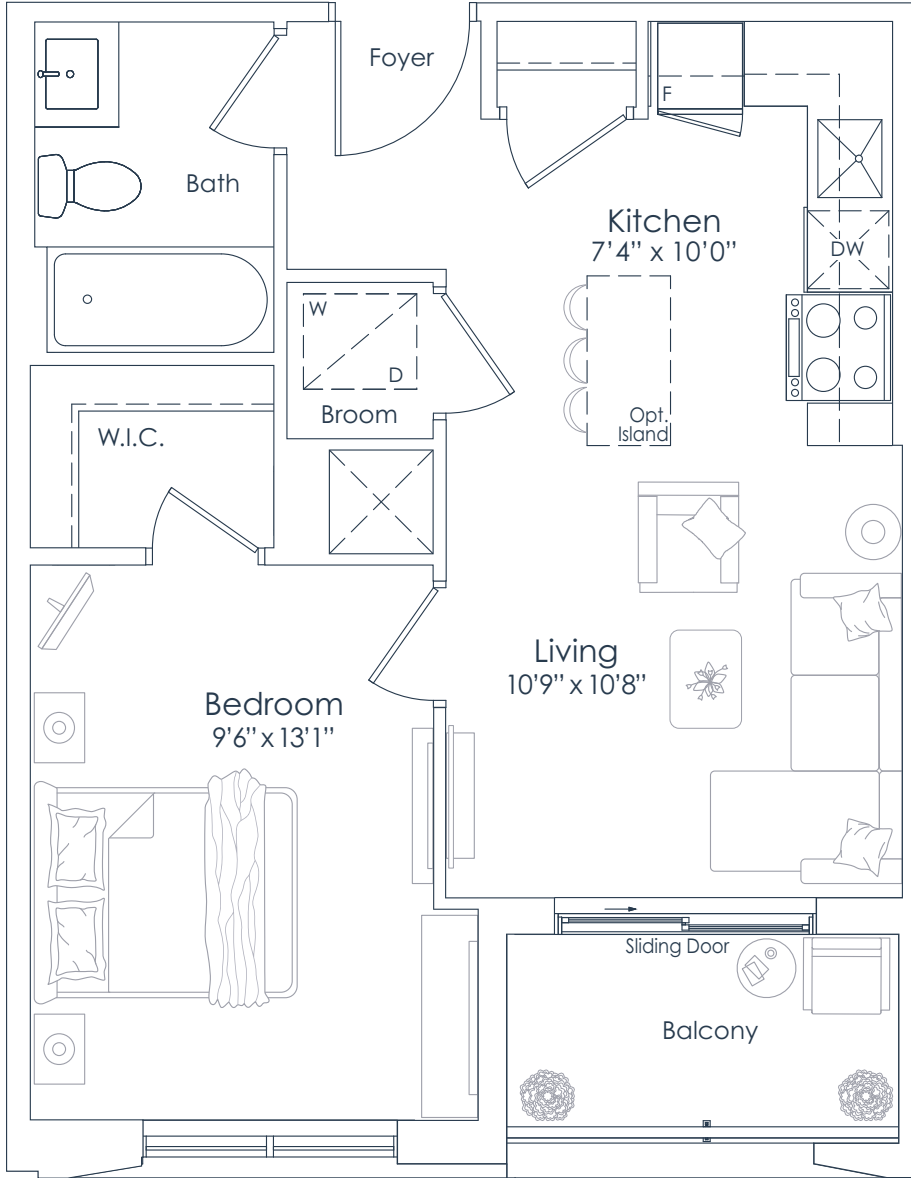 Foyer
F
Bath
Kitchen
7'4" x 10'0"
DW
W
D
Broom
Opt.
Island
W.I.C.
Living
10'9" x 10'8"
Bedroom
9'6" x 13'1"
Sliding Door
Balcony